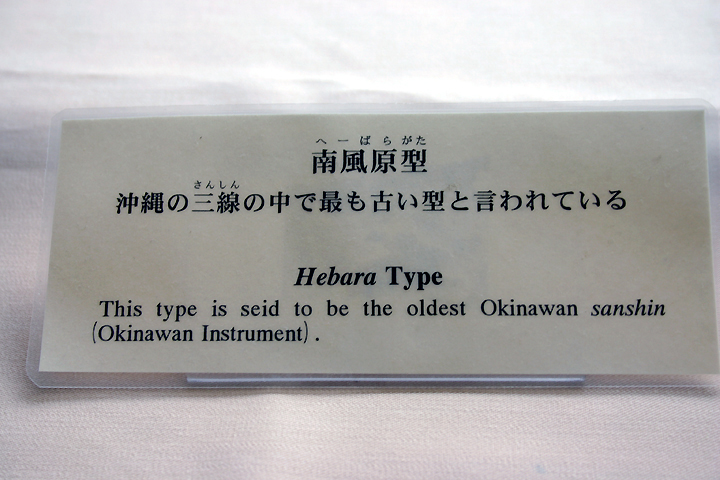 へーばらがた
南風原型
さんしん
沖縄の三線の中で最も古い型と言われている
Hebara Type
This type is seid to be the oldest Okinawan sanshin
(Okinawan Instrument).